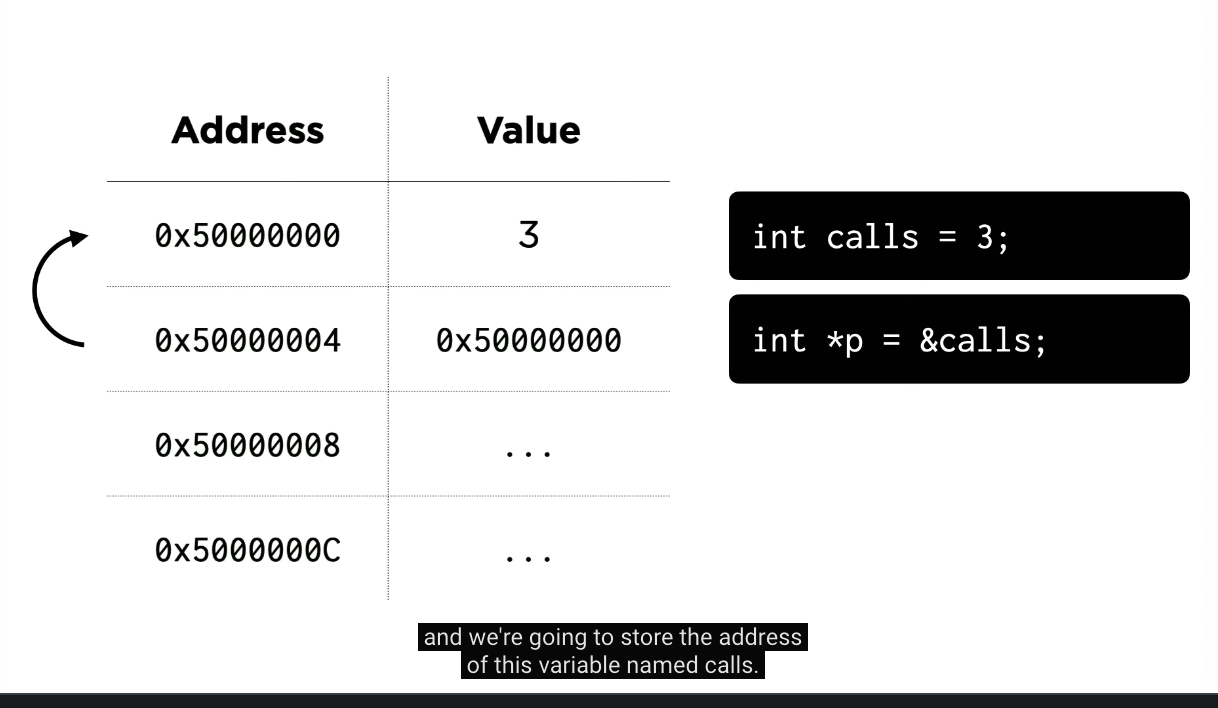 Address Value
0x50000000 3 int calls = 3;
0x50000004 0x50000000 int *p = &calls;
0x50000008 ...
0x5000000C ...
and we're going to store the address
of this variable named calls.